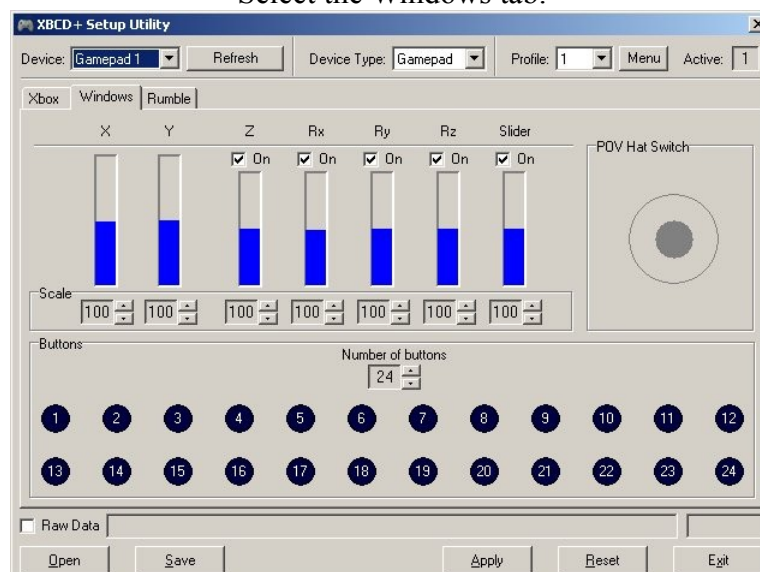 Select the Windows tab.
XBCD+ Setup Utility
Device: Gamepad 1 Refresh Device Type: Gamepad Profile: 1 Menu Active: 1
Xbox Windows Rumble
X Y Z Rx Ry Rz Slider
On On On On On
POV Hat Switch
Scale
100 100 100 100 100 100 100
Buttons
Number of buttons
24
1 2 3 4 5 6 7 8 9 10 11 12
13 14 15 16 17 18 19 20 21 22 23 24
Raw Data
Open Save Apply Reset Exit